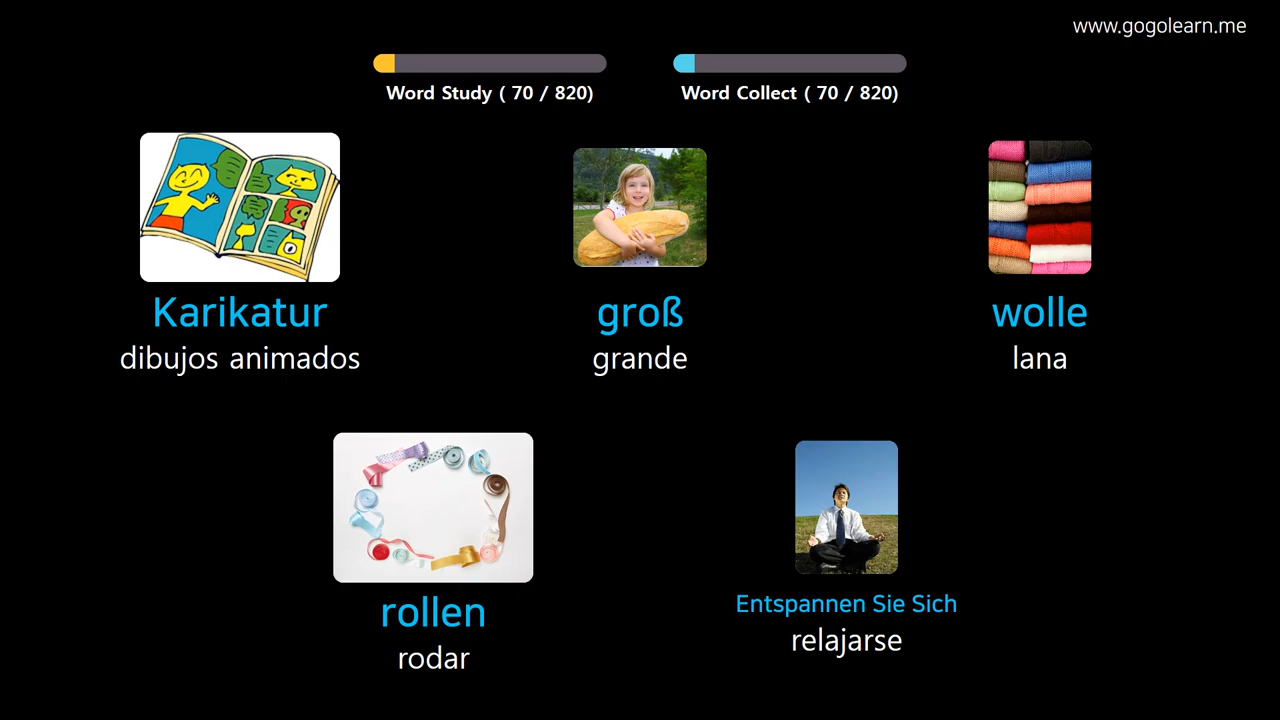 www.gogolearn.me
Word Study ( 70 / 820)
Word Collect ( 70 / 820)
Karikatur
dibujos animados
groß
grande
wolle
lana
rollen
rodar
Entspannen Sie Sich
relajarse